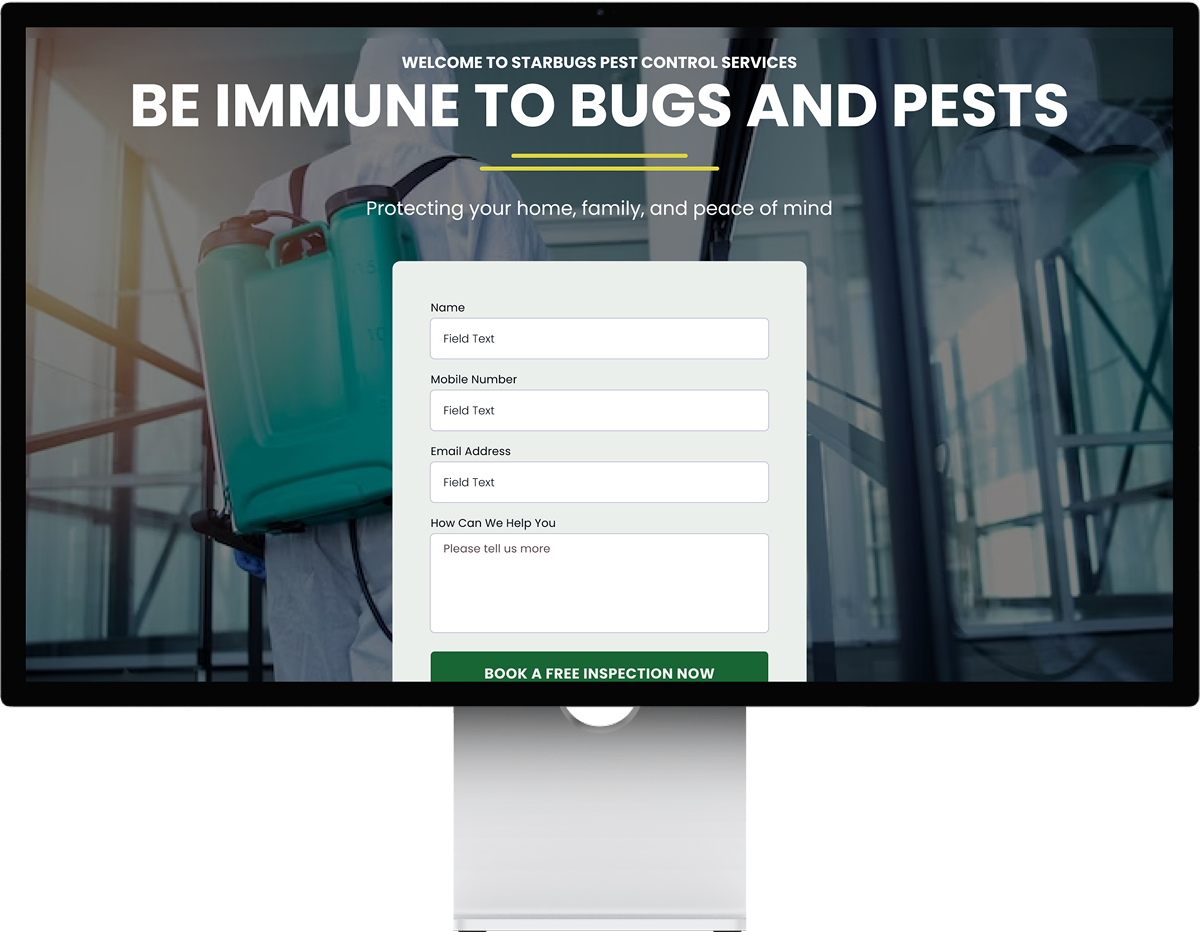 WELCOME TO STARBUGS PEST CONTROL SERVICES
BE IMMUNE TO BUGS AND PESTS
Protecting your home, family, and peace of mind
Name
Field Text
Mobile Number
Field Text
Email Address
Field Text
How Can We Help You
Please tell us more
BOOK A FREE INSPECTION NOW